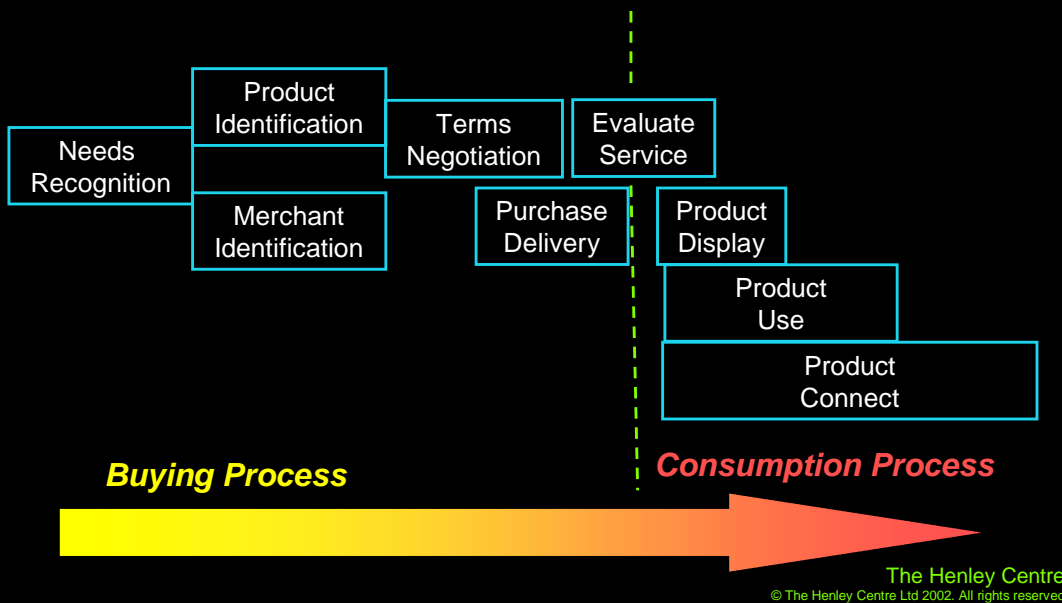 Product
Identification
Terms
Negotiation
Evaluate
Service
Needs
Recognition
Merchant
Identification
Purchase
Delivery
Product
Display
Product
Use
Product
Connect
Buying Process
Consumption Process
The Henley Centre
© The Henley Centre Ltd 2002. All rights reserved